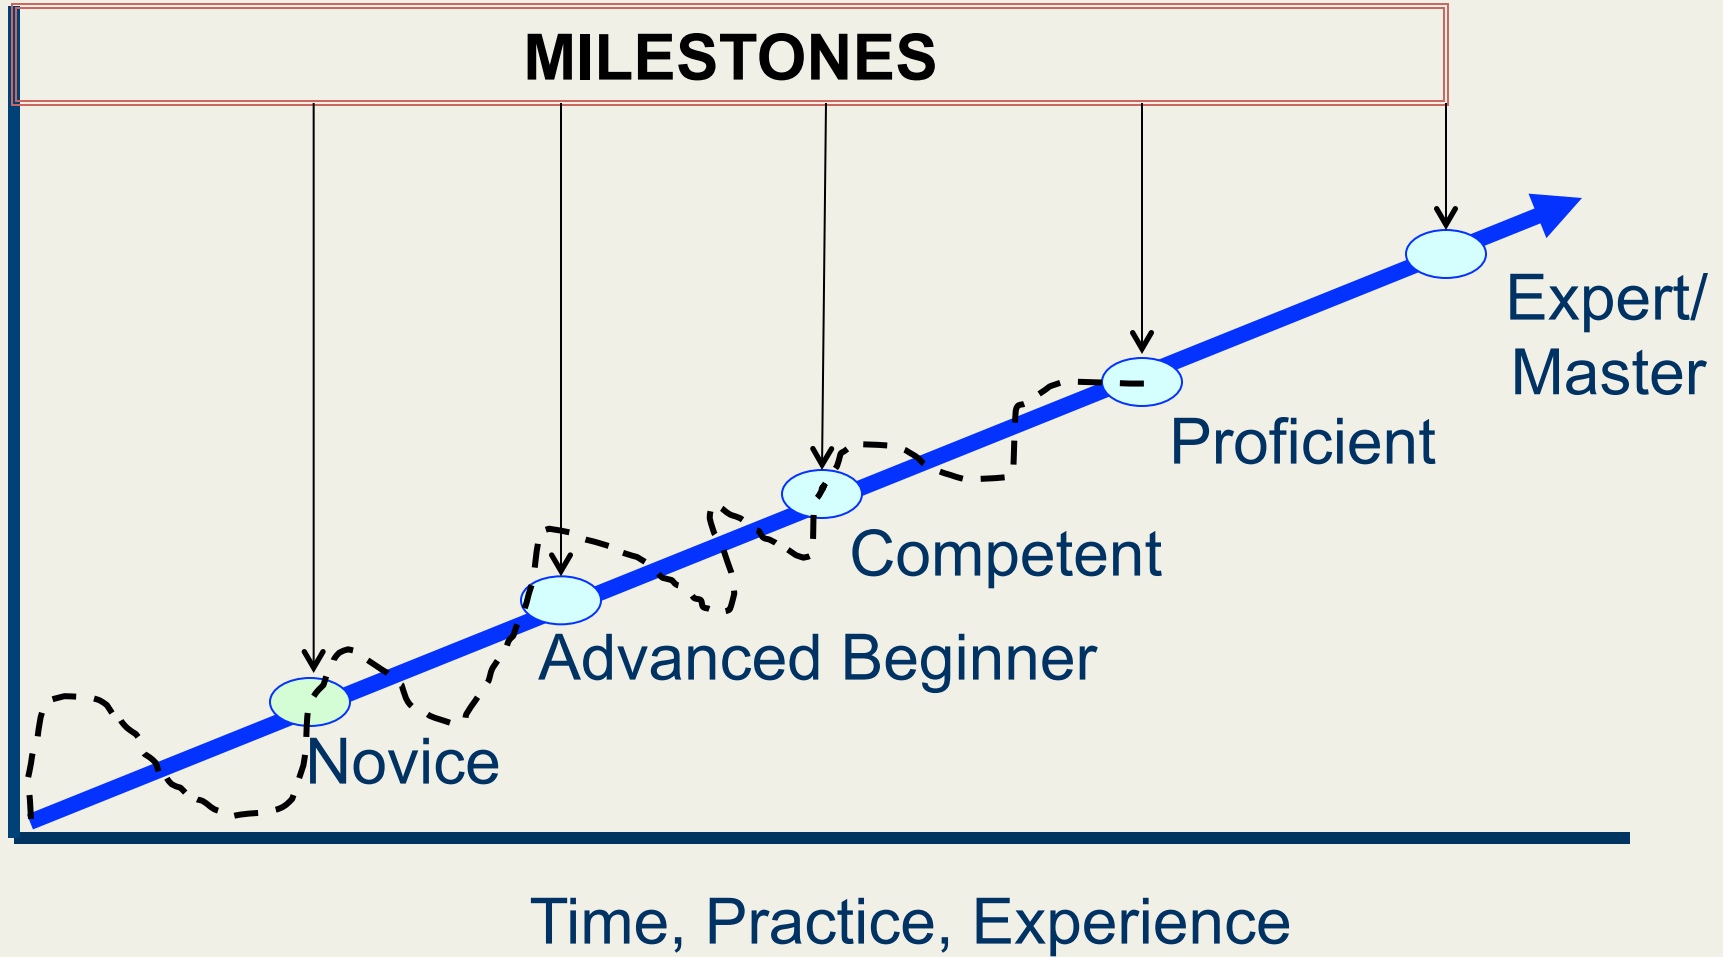 MILESTONES
Expert/
Master
Proficient
Competent
Advanced Beginner
Novice
Time, Practice, Experience